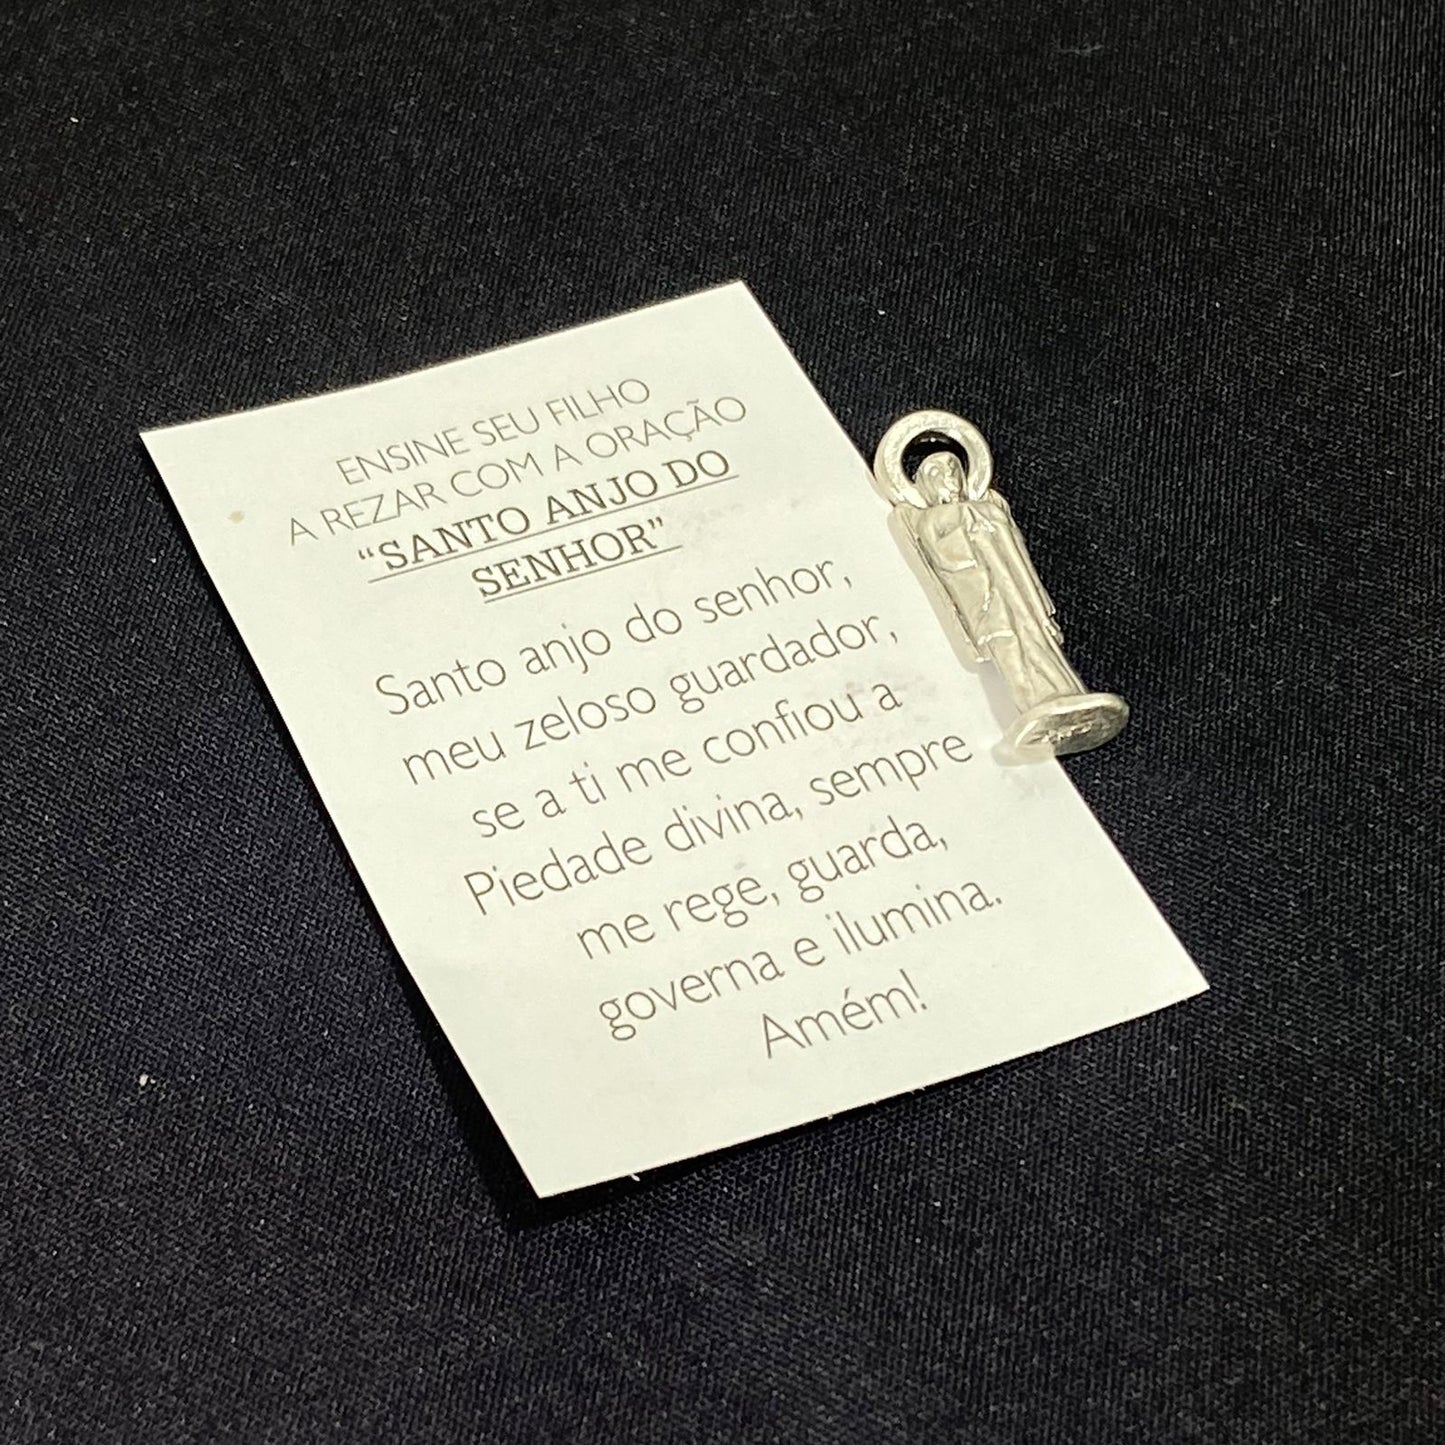 ENSINE SEU FILHO
A REZAR COM A ORAÇÃO
“SANTO ANJO DO
SENHOR”
Santo anjo do senhor,
meu zeloso guardador,
se a ti me confiou a
Piedade divina, sempre
me rege, guarda,
governa e ilumina.
Amém!